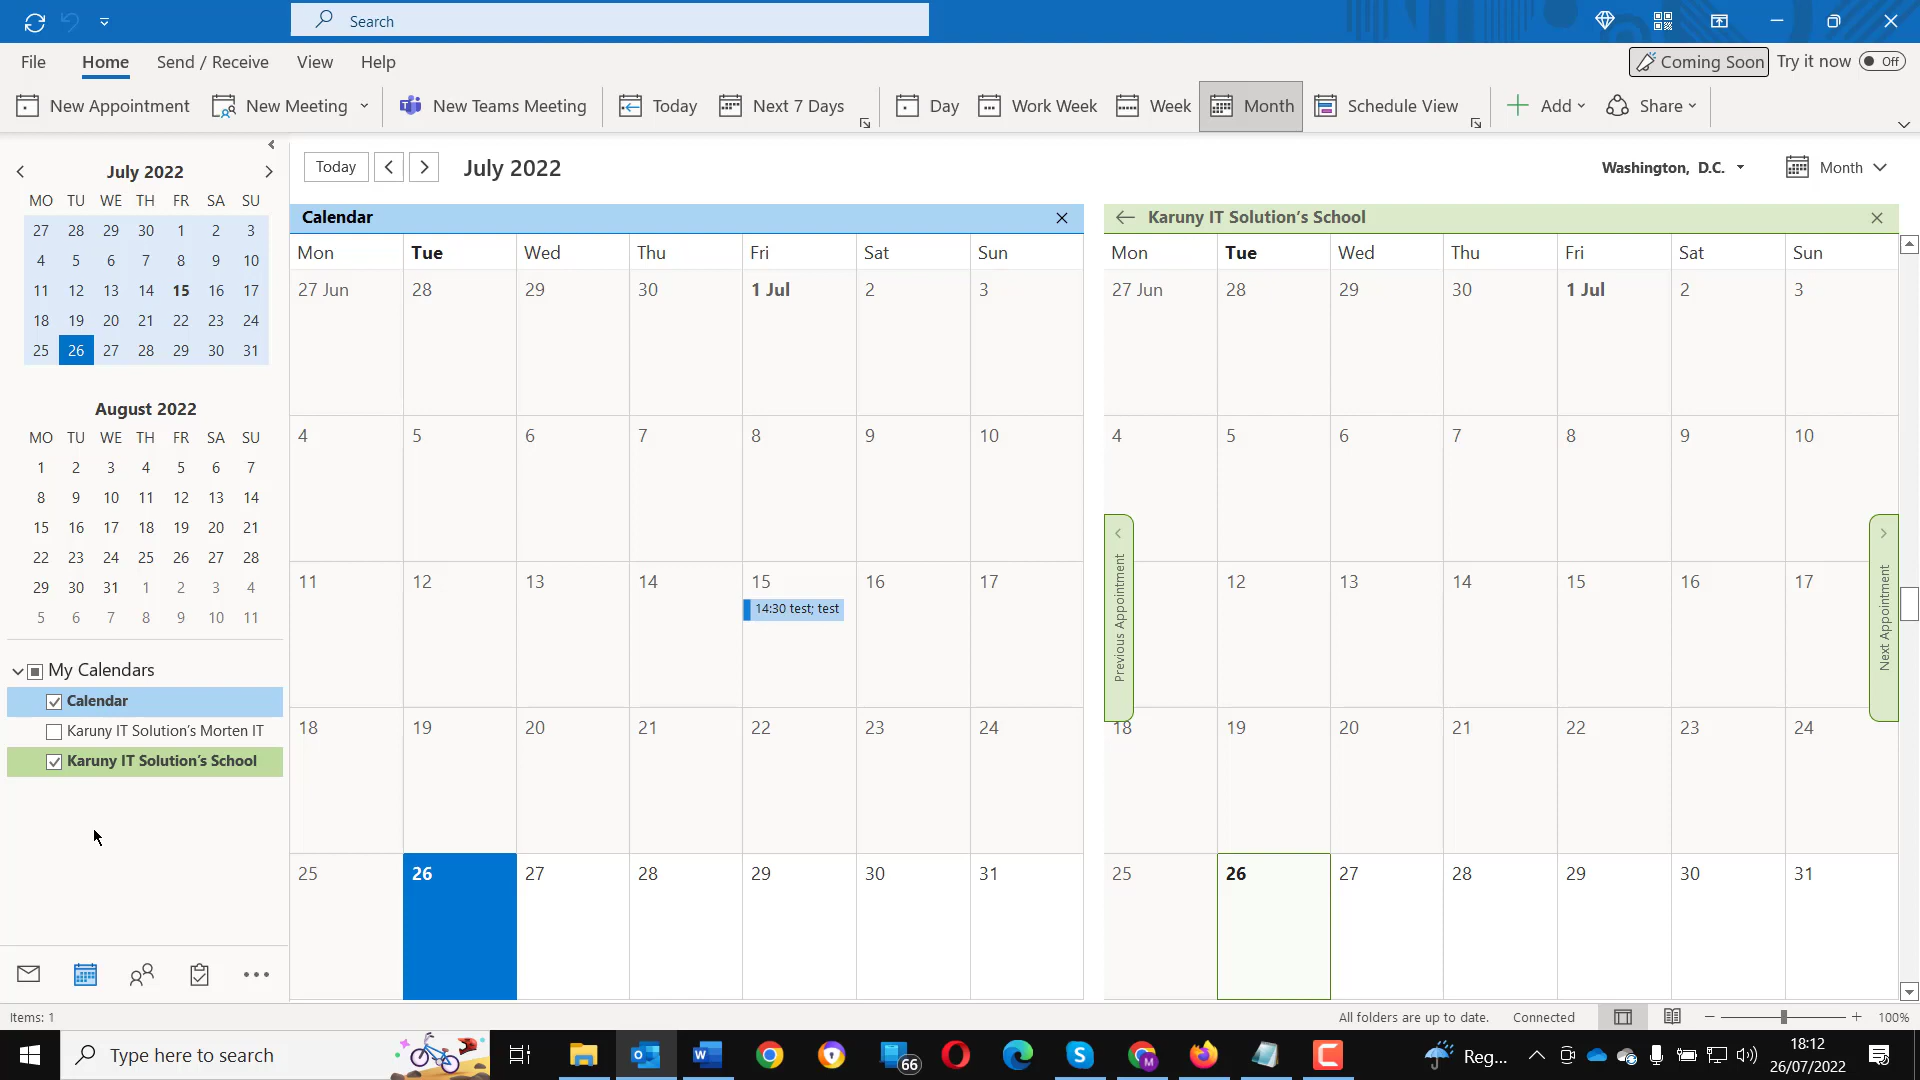 Search
File Home Send / Receive View Help
Coming Soon Try it now Off
New Appointment New Meeting New Teams Meeting Today Next 7 Days Day Work Week Week Month Schedule View Add Share
July 2022
MO TU WE TH FR SA SU
27 28 29 30 1 2 3
4 5 6 7 8 9 10
11 12 13 14 15 16 17
18 19 20 21 22 23 24
25 26 27 28 29 30 31
August 2022
MO TU WE TH FR SA SU
1 2 3 4 5 6 7
8 9 10 11 12 13 14
15 16 17 18 19 20 21
22 23 24 25 26 27 28
29 30 31 1 2 3 4
5 6 7 8 9 10 11
My Calendars
Calendar
Karuny IT Solution's Morten IT
Karuny IT Solution's School
Today July 2022
Washington, D.C. Month
Calendar
Mon Tue Wed Thu Fri Sat Sun
27 Jun 28 29 30 1 Jul 2 3
4 5 6 7 8 9 10
11 12 13 14 15 16 17
14:30 test; test
18 19 20 21 22 23 24
25 26 27 28 29 30 31
Karuny IT Solution's School
Mon Tue Wed Thu Fri Sat Sun
27 Jun 28 29 30 1 Jul 2 3
4 5 6 7 8 9 10
12 13 14 15 16 17
Previous Appointment
Next Appointment
18 19 20 21 22 23 24
25 26 27 28 29 30 31
Items: 1
All folders are up to date. Connected 100%
Type here to search
66
Reg...
18:12
26/07/2022